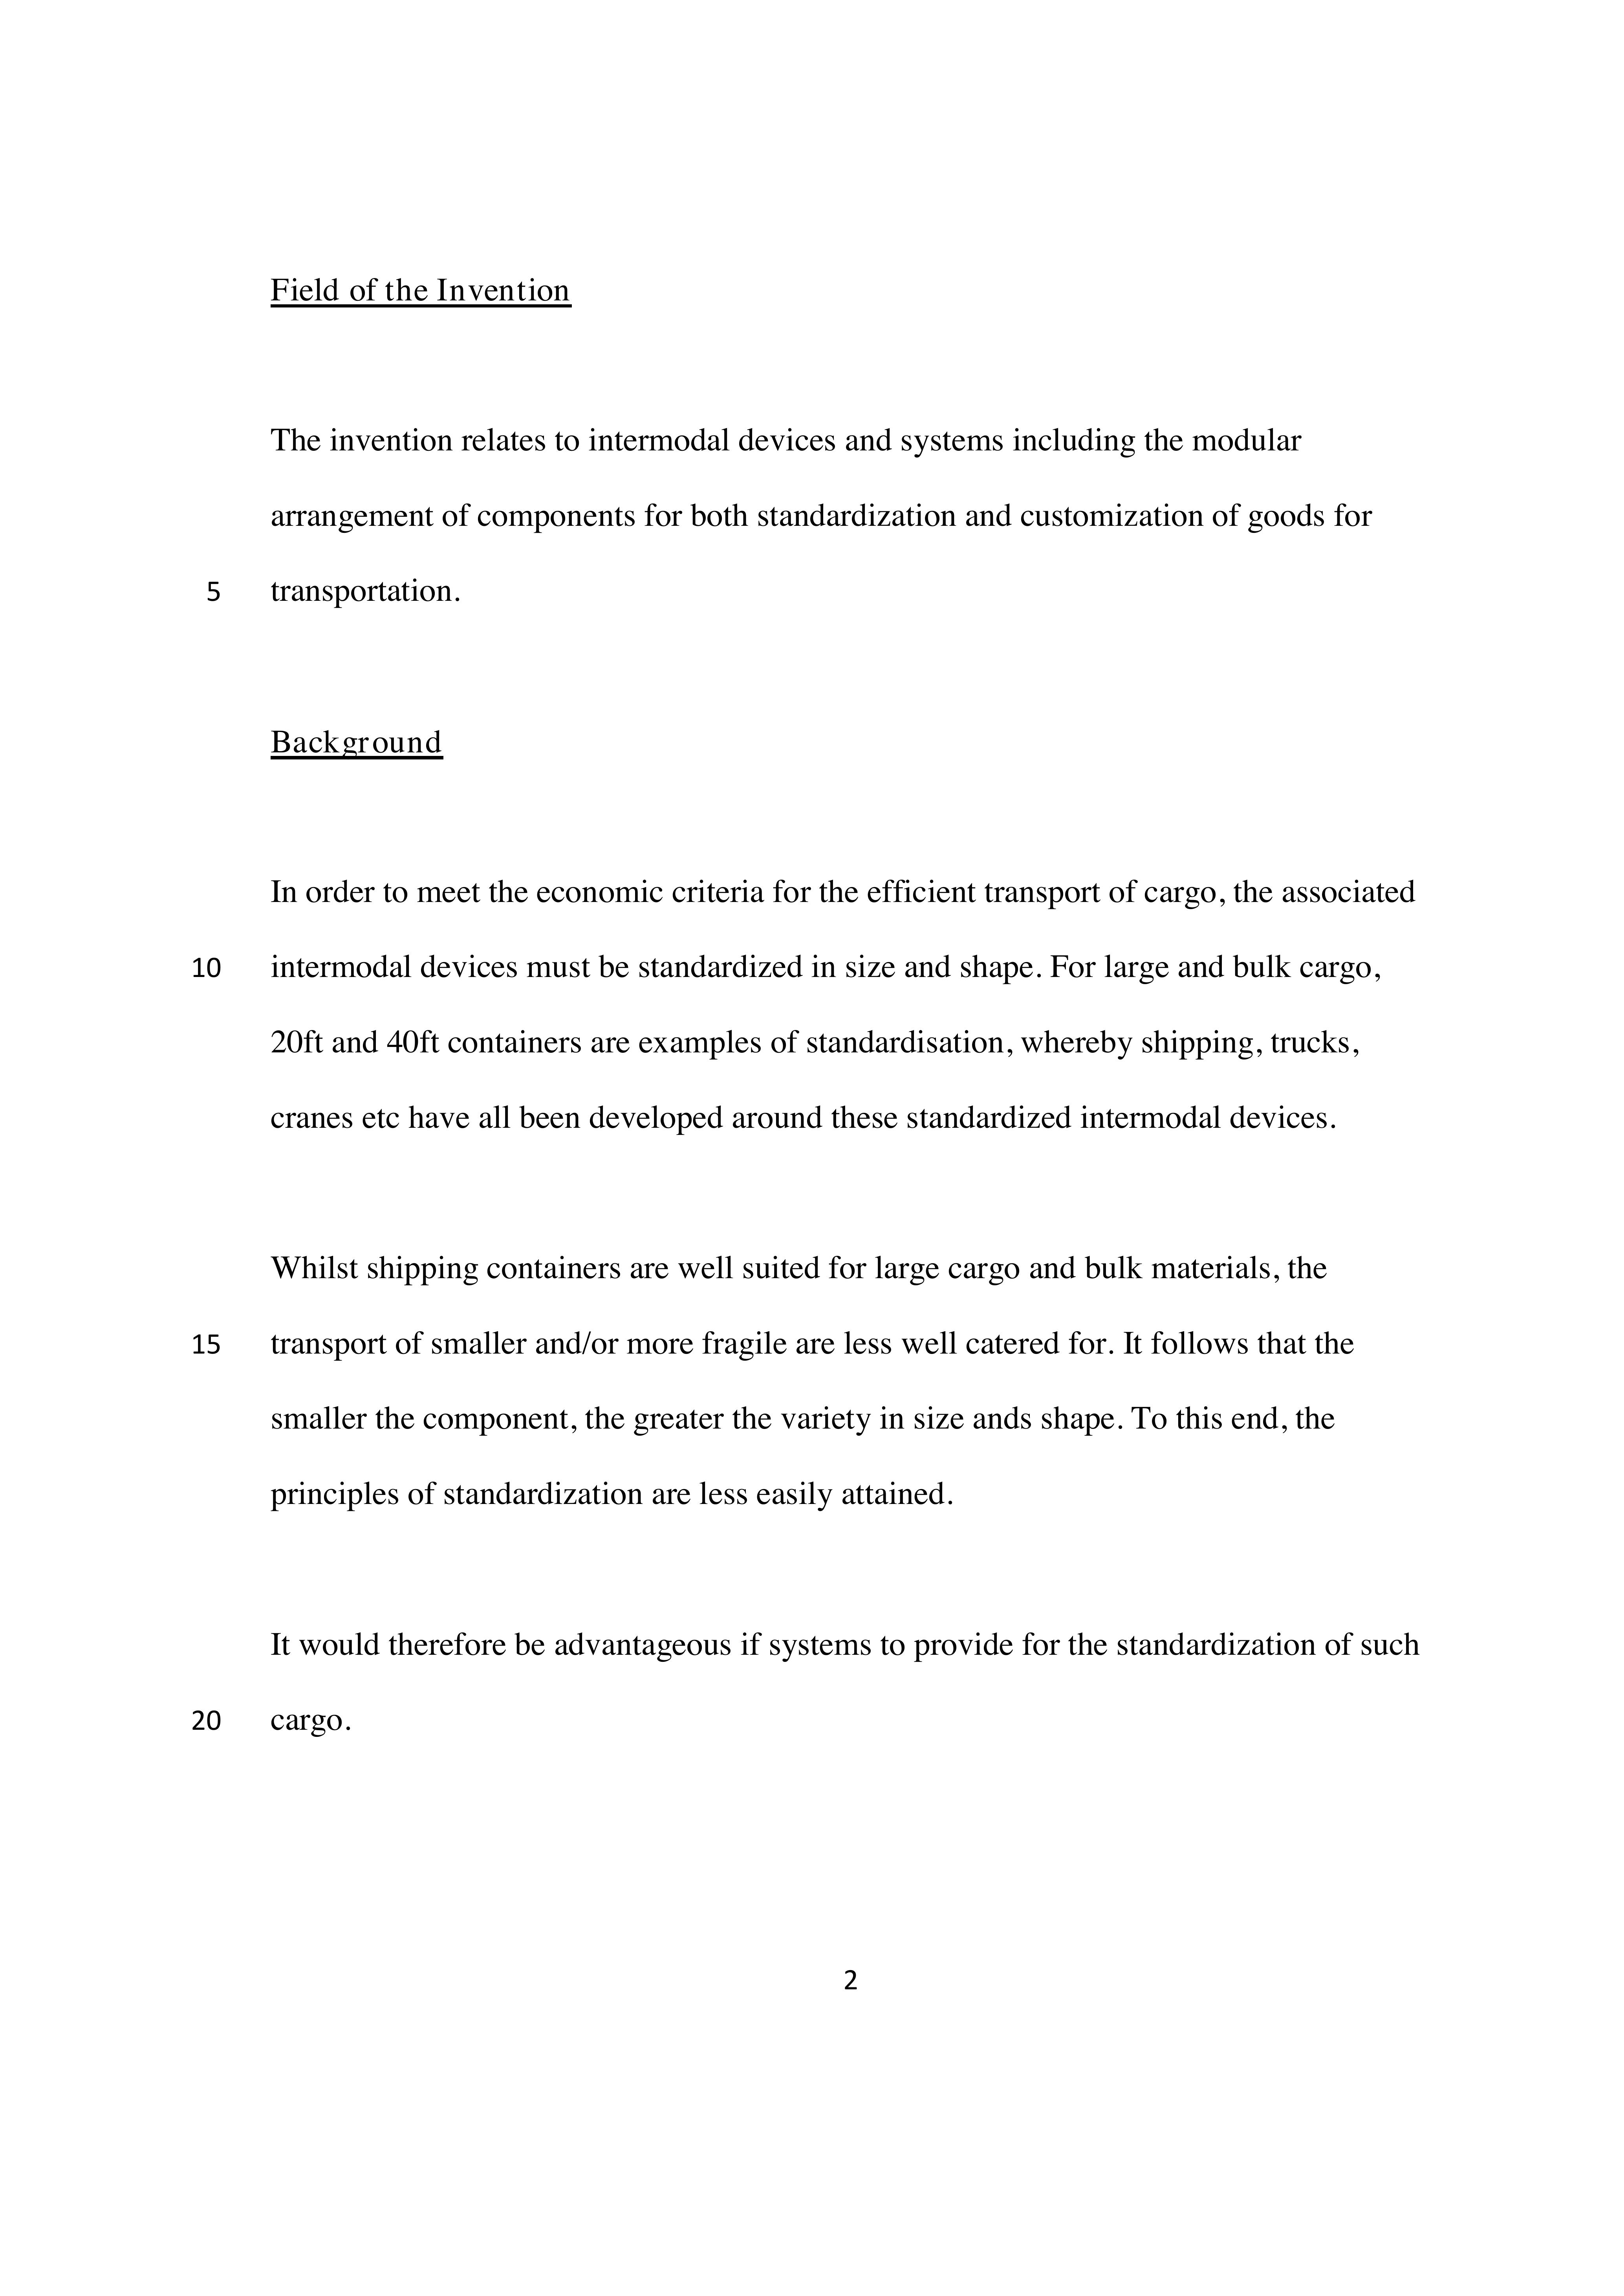 Field of the Invention
The invention relates to intermodal devices and systems including the modular
arrangement of components for both standardization and customization of goods for
5 transportation.
Background
In order to meet the economic criteria for the efficient transport of cargo, the associated
10 intermodal devices must be standardized in size and shape. For large and bulk cargo,
20ft and 40ft containers are examples of standardisation, whereby shipping, trucks,
cranes etc have all been developed around these standardized intermodal devices.
Whilst shipping containers are well suited for large cargo and bulk materials, the
15 transport of smaller and/or more fragile are less well catered for. It follows that the
smaller the component, the greater the variety in size ands shape. To this end, the
principles of standardization are less easily attained.
It would therefore be advantageous if systems to provide for the standardization of such
20 cargo.
2